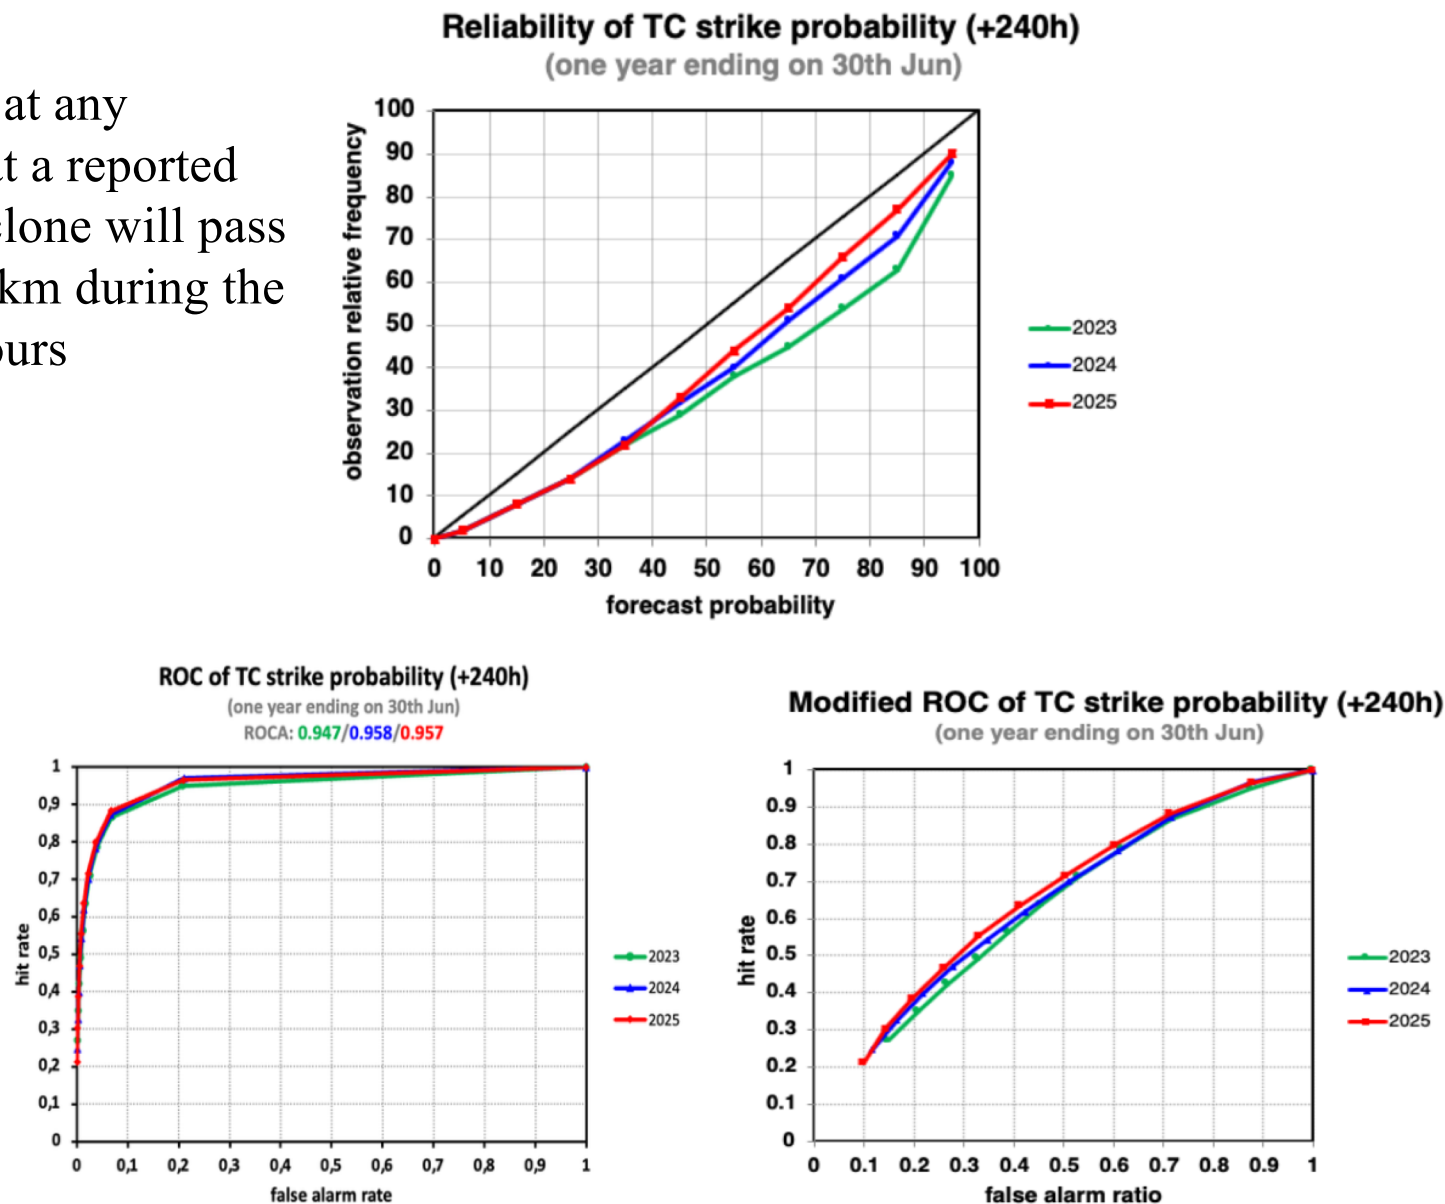 at any
at a reported
clone will pass
km during the
ours
Reliability of TC strike probability (+240h)
(one year ending on 30th Jun)
100
90
80
70
60
50
40
30
20
10
0
observation relative frequency
0 10 20 30 40 50 60 70 80 90 100
forecast probability
2023
2024
2025
ROC of TC strike probability (+240h)
(one year ending on 30th Jun)
ROCA: 0.947/0.958/0.957
1
0,9
0,8
0,7
0,6
0,5
0,4
0,3
0,2
0,1
0
hit rate
0 0,1 0,2 0,3 0,4 0,5 0,6 0,7 0,8 0,9 1
false alarm rate
2023
2024
2025
Modified ROC of TC strike probability (+240h)
(one year ending on 30th Jun)
1
0.9
0.8
0.7
0.6
0.5
0.4
0.3
0.2
0.1
0
hit rate
0 0.1 0.2 0.3 0.4 0.5 0.6 0.7 0.8 0.9 1
false alarm ratio
2023
2024
2025